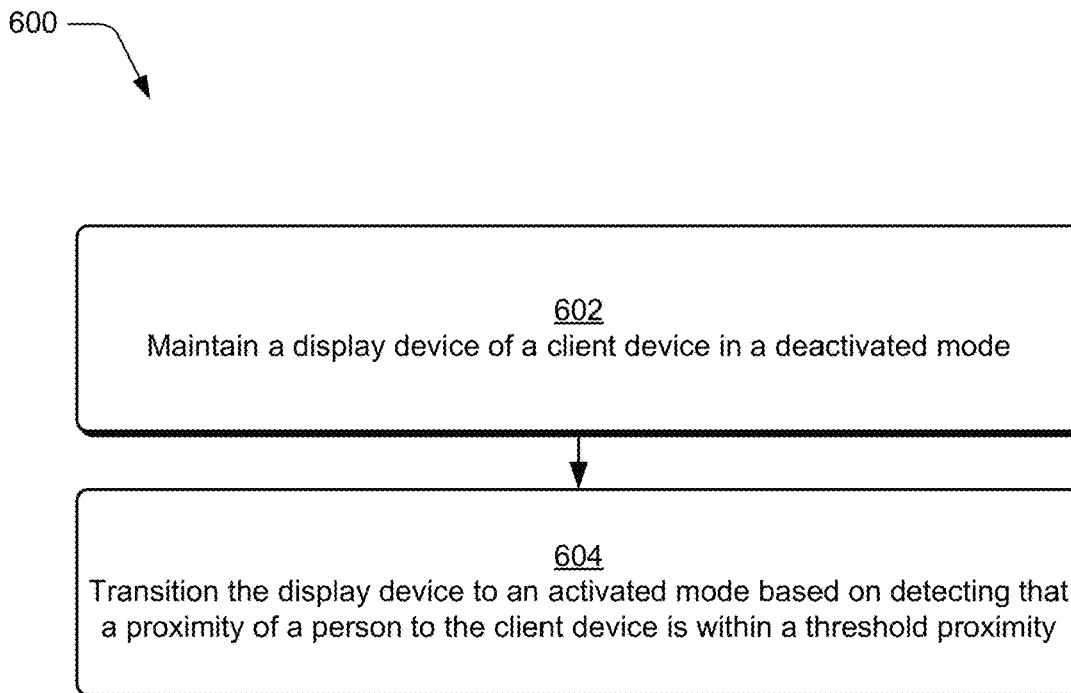 600
602
Maintain a display device of a client device in a deactivated mode
604
Transition the display device to an activated mode based on detecting that
a proximity of a person to the client device is within a threshold proximity